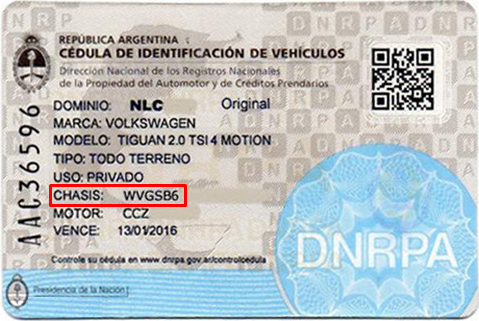 REPÚBLICA ARGENTINA
CÉDULA DE IDENTIFICACIÓN DE VEHÍCULOS
Dirección Nacional de los Registros Nacionales
de la Propiedad del Automotor y de Créditos Prendarios
DOMINIO: NLC Original
MARCA: VOLKSWAGEN
MODELO: TIGUAN 2.0 TSI 4 MOTION
TIPO: TODO TERRENO
USO: PRIVADO
CHASIS: WVGSB6
MOTOR: CCZ
VENCE: 13/01/2016
AAC36596
DNRPA
Controle su cédula en www.dnrpa.gov.ar/controlcedula
Presidencia de la Nación